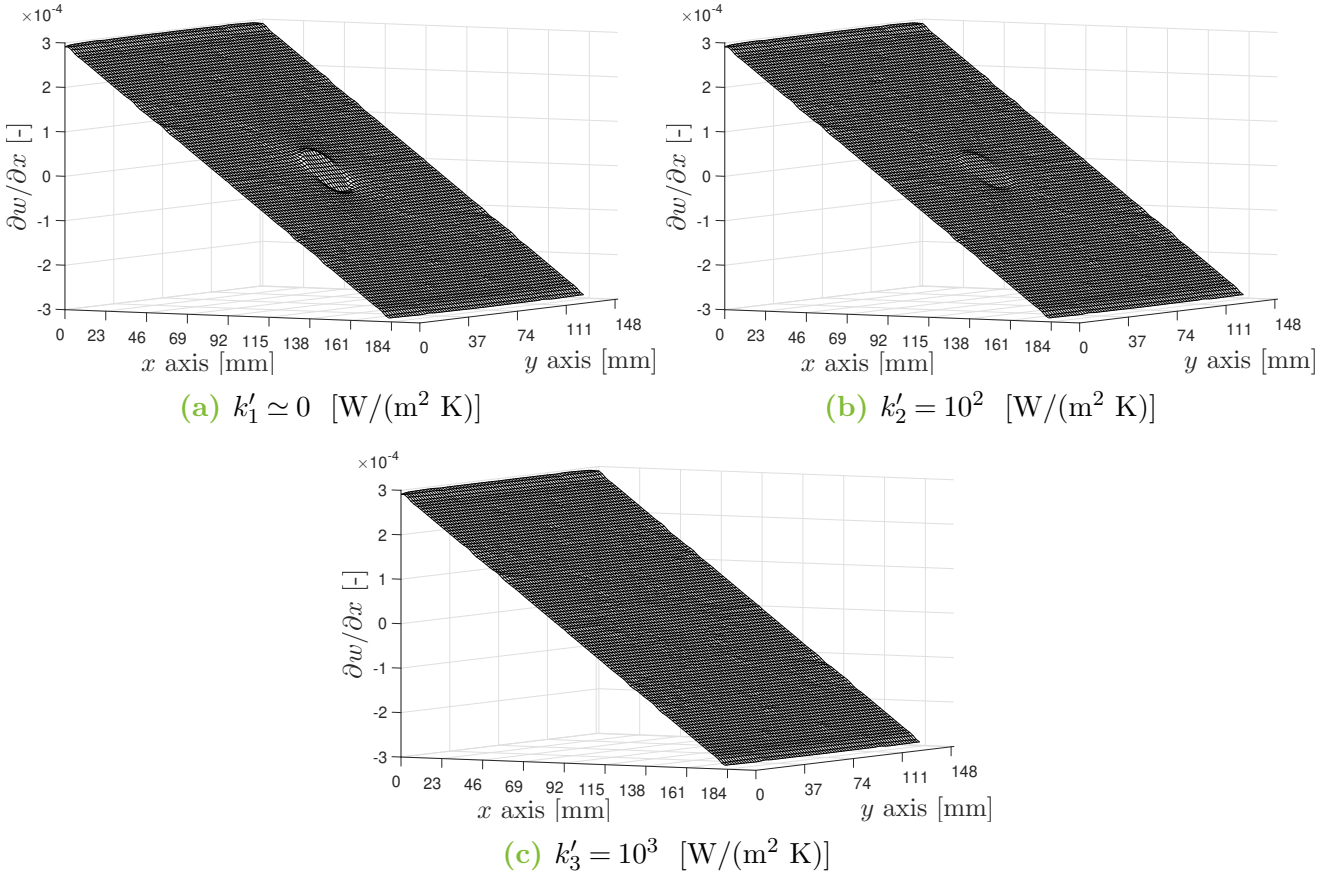 ×10⁻⁴
3
2
1
0
-1
-2
-3
∂w/∂x [-]
0 23 46 69 92 115 138 161 184
0 37 74 111 148
x axis [mm]
y axis [mm]
(a) k′₁ ≃ 0 [W/(m² K)]
×10⁻⁴
3
2
1
0
-1
-2
-3
∂w/∂x [-]
0 23 46 69 92 115 138 161 184
0 37 74 111 148
x axis [mm]
y axis [mm]
(b) k′₂ = 10² [W/(m² K)]
×10⁻⁴
3
2
1
0
-1
-2
-3
∂w/∂x [-]
0 23 46 69 92 115 138 161 184
0 37 74 111 148
x axis [mm]
y axis [mm]
(c) k′₃ = 10³ [W/(m² K)]